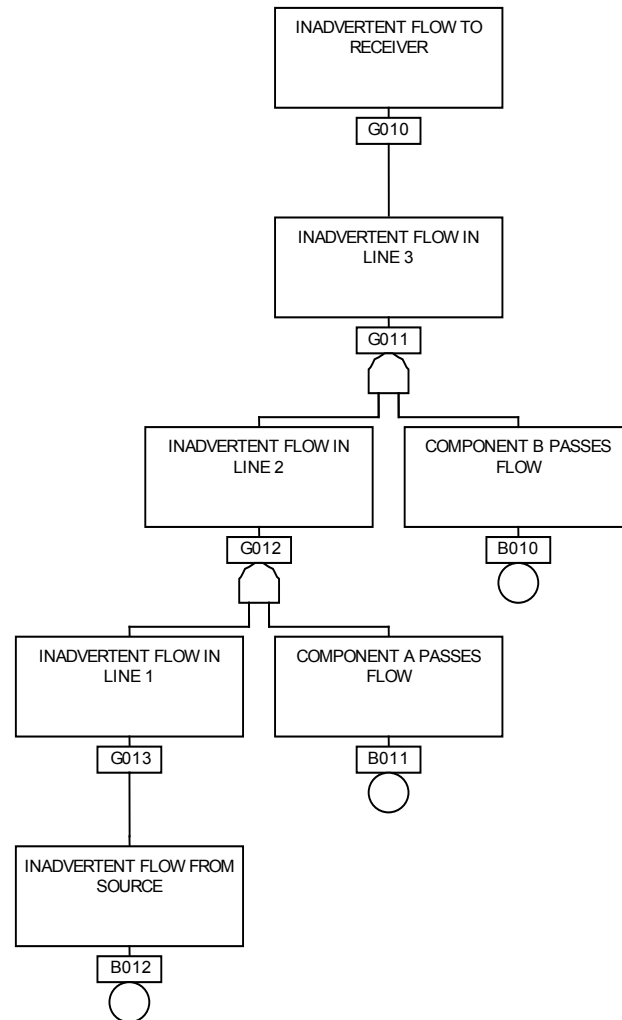 INADVERTENT FLOW TO
RECEIVER
G010
INADVERTENT FLOW IN
LINE 3
G011
INADVERTENT FLOW IN
LINE 2
G012
COMPONENT B PASSES
FLOW
B010
INADVERTENT FLOW IN
LINE 1
G013
COMPONENT A PASSES
FLOW
B011
INADVERTENT FLOW FROM
SOURCE
B012